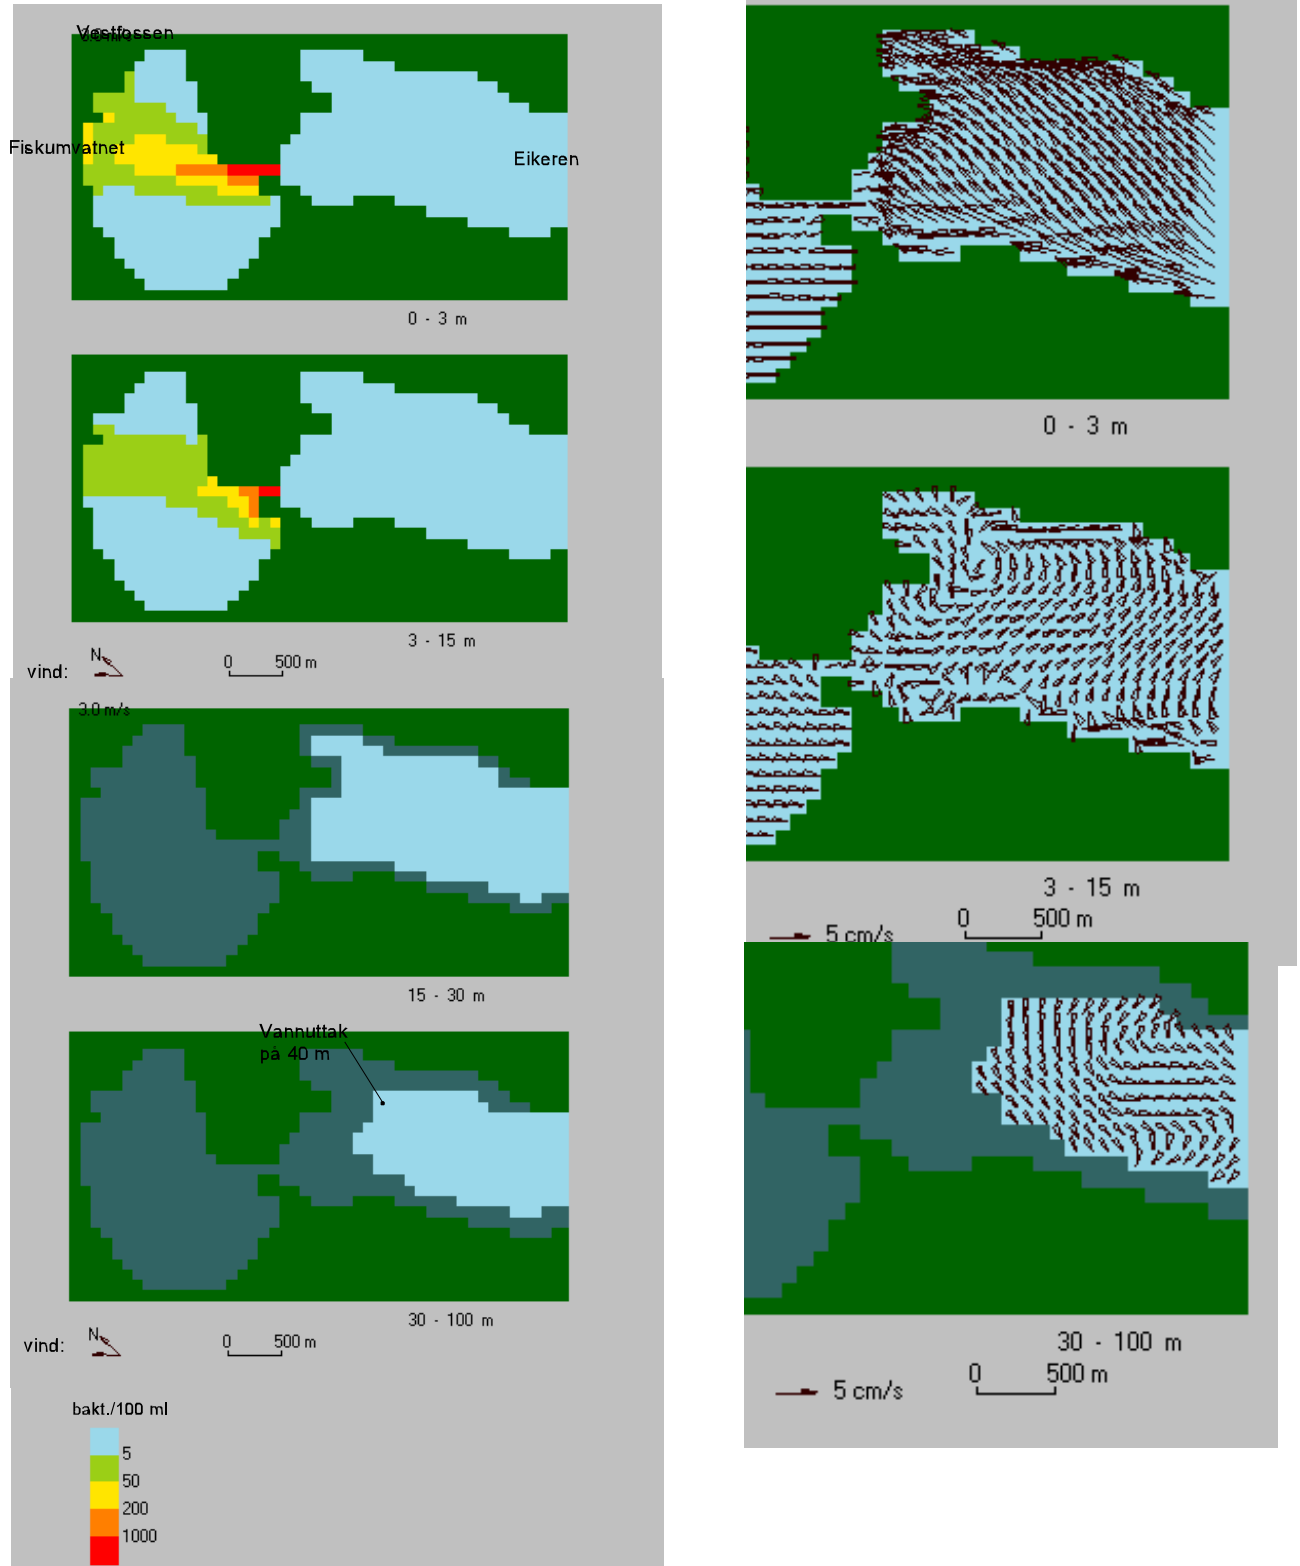 Vestfossen
Fiskumvatnet
Eikeren
0 - 3 m
3 - 15 m
vind:
N
0 500 m
3.0 m/s
15 - 30 m
Vannuttak
på 40 m
30 - 100 m
vind:
N
0 500 m
bakt./100 ml
5
50
200
1000
0 - 3 m
3 - 15 m
0 500 m
5 cm/s
30 - 100 m
0 500 m
5 cm/s